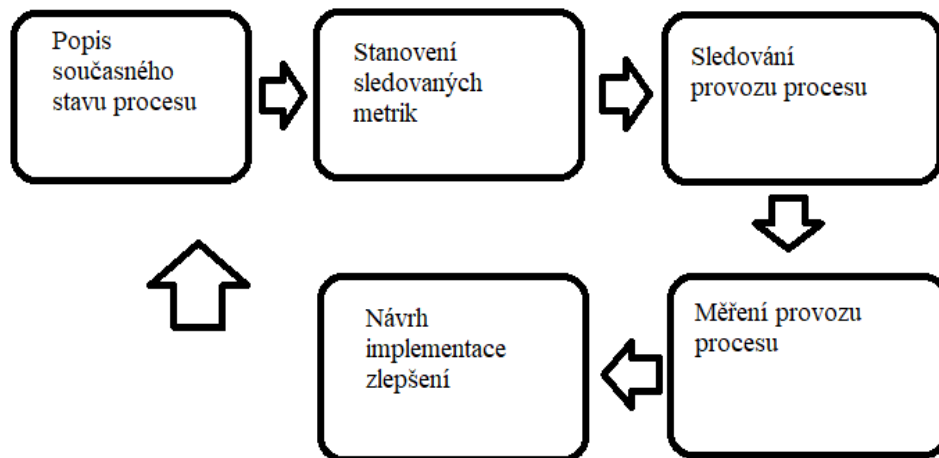 Popis
současného
stavu procesu
Stanovení
sledovaných
metrik
Sledování
provozu procesu
Měření provozu
procesu
Návrh
implementace
zlepšení